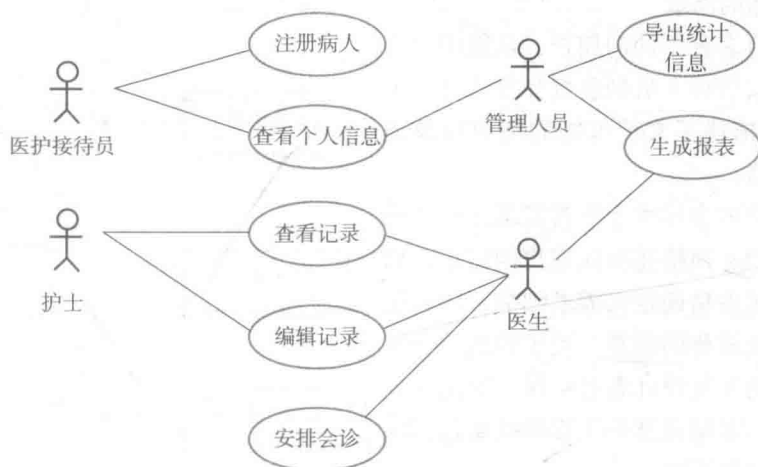 注册病人
导出统计
信息
医护接待员
查看个人信息
管理人员
生成报表
护士
查看记录
医生
编辑记录
安排会诊